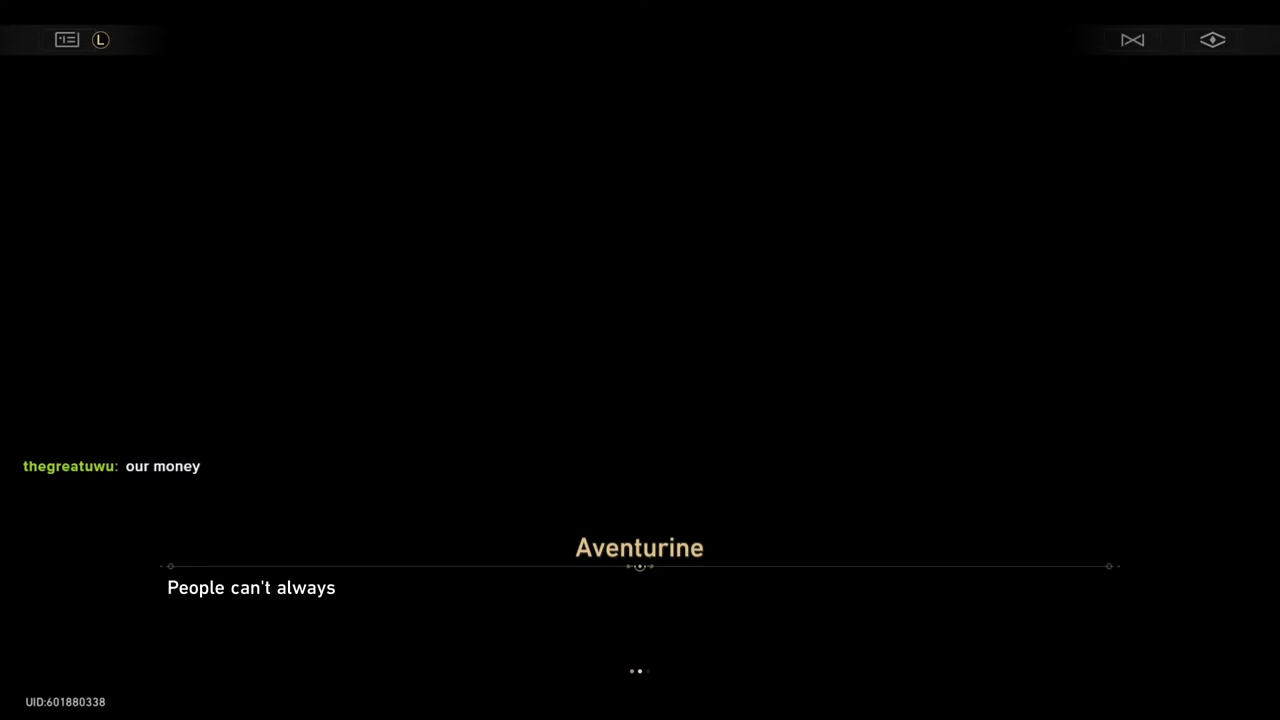 L
thegreatuwu: our money
Aventurine
People can't always
UID:601880338